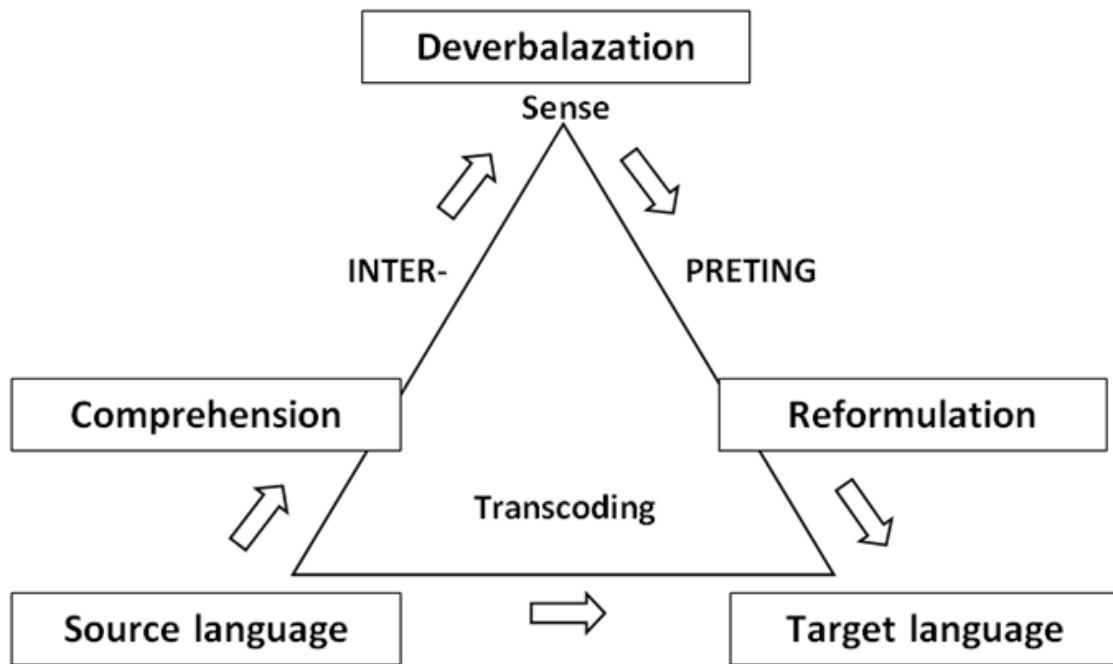 Deverbalazation
Sense
INTER-
PRETING
Comprehension
Reformulation
Transcoding
Source language
Target language